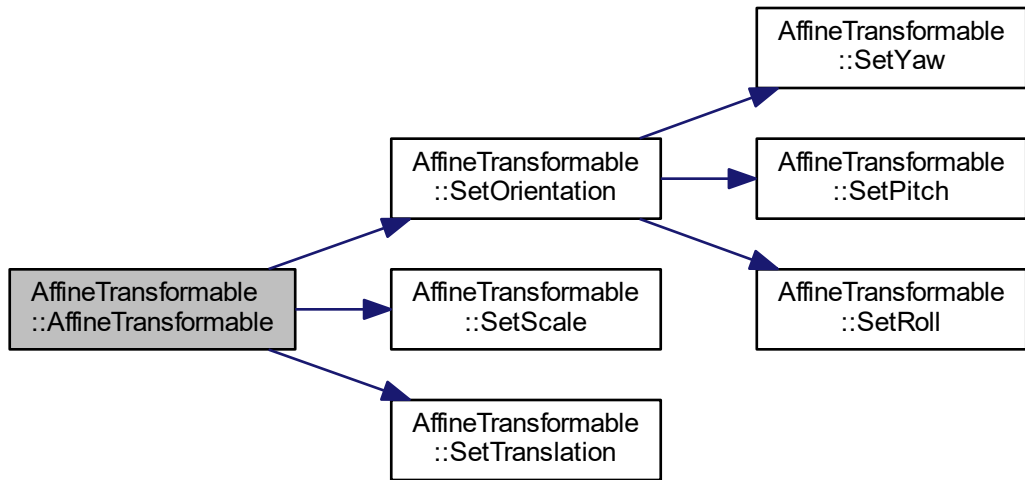 AffineTransformable
::AffineTransformable
AffineTransformable
::SetOrientation
AffineTransformable
::SetScale
AffineTransformable
::SetTranslation
AffineTransformable
::SetYaw
AffineTransformable
::SetPitch
AffineTransformable
::SetRoll